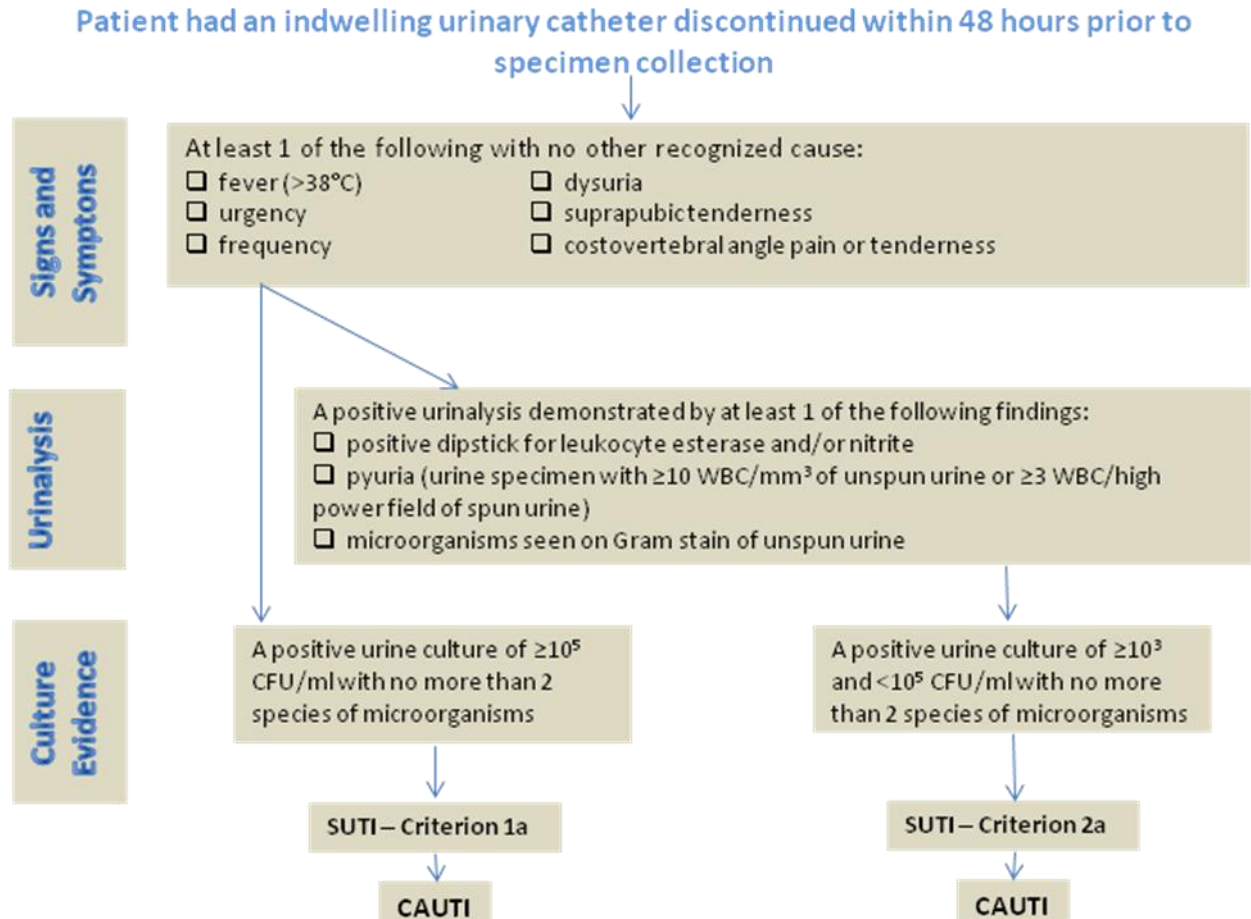 Patient had an indwelling urinary catheter discontinued within 48 hours prior to
specimen collection
Signs and
Symptoms
At least 1 of the following with no other recognized cause:
❑ fever (>38°C)
❑ urgency
❑ frequency
❑ dysuria
❑ suprapubic tenderness
❑ costovertebral angle pain or tenderness
Urinalysis
A positive urinalysis demonstrated by at least 1 of the following findings:
❑ positive dipstick for leukocyte esterase and/or nitrite
❑ pyuria (urine specimen with ≥10 WBC/mm³ of unspun urine or ≥3 WBC/high
power field of spun urine)
❑ microorganisms seen on Gram stain of unspun urine
Culture
Evidence
A positive urine culture of ≥10⁵
CFU/ml with no more than 2
species of microorganisms
A positive urine culture of ≥10³
and <10⁵ CFU/ml with no more
than 2 species of microorganisms
SUTI – Criterion 1a
SUTI – Criterion 2a
CAUTI
CAUTI